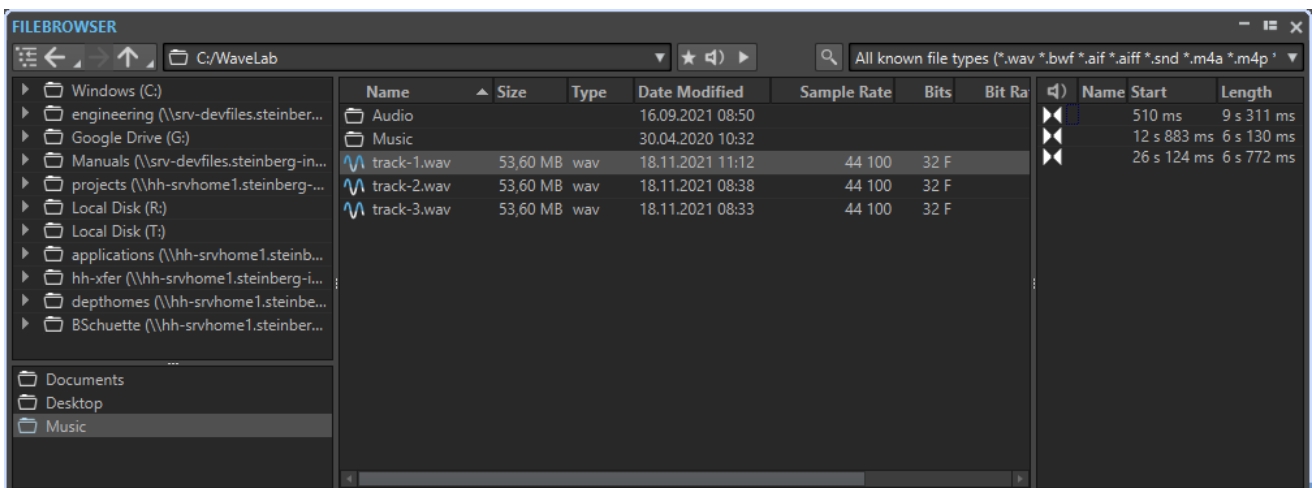 FILEBROWSER
C:/WaveLab
All known file types (*.wav *.bwf *.aif *.aiff *.snd *.m4a *.m4p
Windows (C:)
engineering (\\srv-devfiles.steinber...
Google Drive (G:)
Manuals (\\srv-devfiles.steinberg-in...
projects (\\hh-srvhome1.steinberg-...
Local Disk (R:)
Local Disk (T:)
applications (\\hh-srvhome1.steinb...
hh-xfer (\\hh-srvhome1.steinberg-i...
depthomes (\\hh-srvhome1.steinbe...
BSchuette (\\hh-srvhome1.steinber...
Documents
Desktop
Music
Name Size Type Date Modified Sample Rate Bits Bit Ra
Audio 16.09.2021 08:50
Music 30.04.2020 10:32
track-1.wav 53,60 MB wav 18.11.2021 11:12 44 100 32 F
track-2.wav 53,60 MB wav 18.11.2021 08:38 44 100 32 F
track-3.wav 53,60 MB wav 18.11.2021 08:33 44 100 32 F
Name Start Length
510 ms 9 s 311 ms
12 s 883 ms 6 s 130 ms
26 s 124 ms 6 s 772 ms